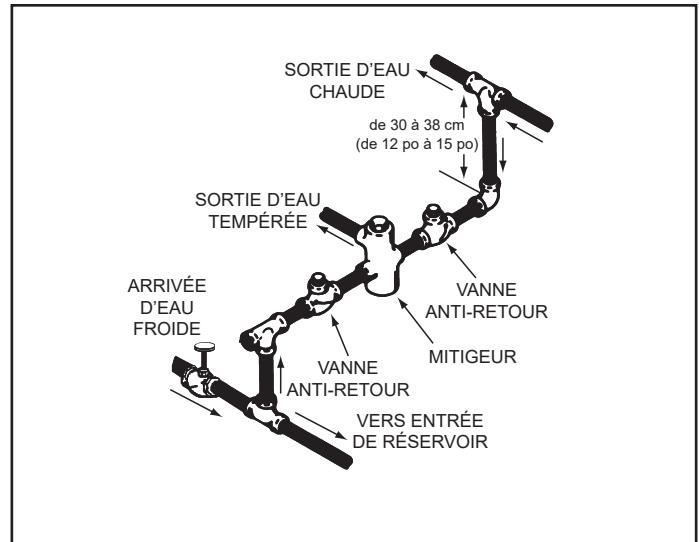 SORTIE D'EAU
CHAUDE
de 30 à 38 cm
(de 12 po à 15 po)
SORTIE D'EAU
TEMPÉRÉE
ARRIVÉE
D'EAU
FROIDE
VANNE
ANTI-RETOUR
MITIGEUR
VANNE
ANTI-RETOUR
VERS ENTRÉE
DE RÉSERVOIR